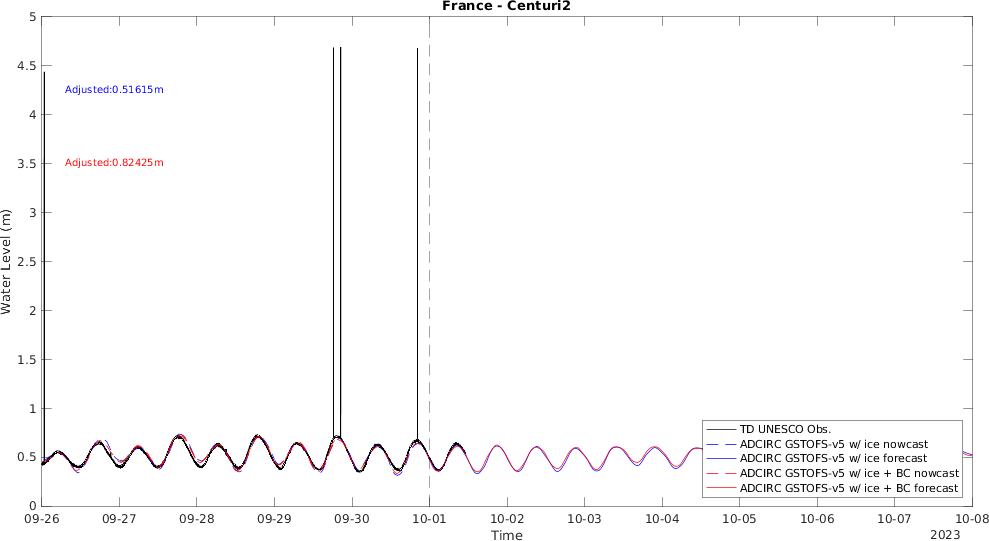 France - Centuri2
5
4.5
4
3.5
3
2.5
2
1.5
1
0.5
0
Water Level (m)
Adjusted:0.51615m
Adjusted:0.82425m
TD UNESCO Obs.
ADCIRC GSTOFS-v5 w/ ice nowcast
ADCIRC GSTOFS-v5 w/ ice forecast
ADCIRC GSTOFS-v5 w/ ice + BC nowcast
ADCIRC GSTOFS-v5 w/ ice + BC forecast
09-26 09-27 09-28 09-29 09-30 10-01 10-02 10-03 10-04 10-05 10-06 10-07 10-08
Time
2023